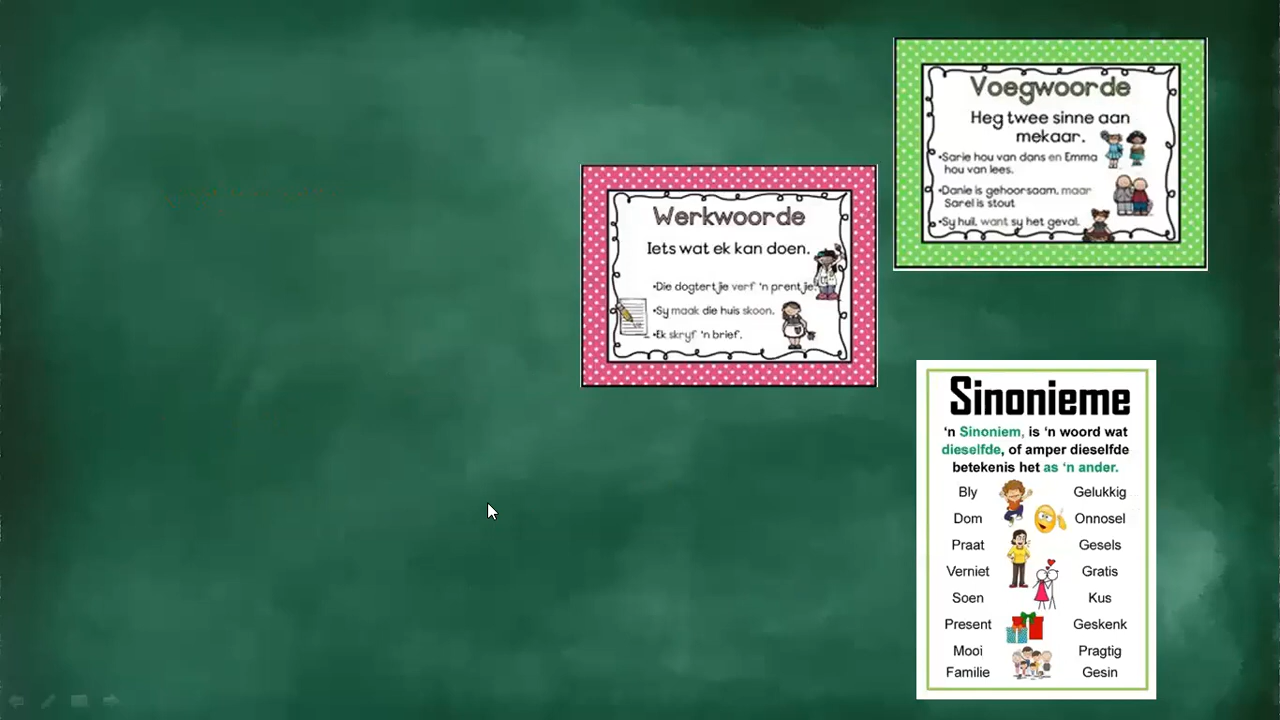 Voegwoorde
Heg twee sinne aan
mekaar.
•Sarie hou van dans en Emma
hou van lees.
•Danie is gehoorsaam, maar
Sarel is stout
•Sy huil, want sy het geval.
Werkwoorde
Iets wat ek kan doen.
•Die dogtertjie verf 'n prentjie.
•Sy maak die huis skoon.
•Ek skryf 'n brief.
Sinonieme
‘n Sinoniem, is ‘n woord wat
dieselfde, of amper dieselfde
betekenis het as ‘n ander.
Bly Gelukkig
Dom Onnosel
Praat Gesels
Verniet Gratis
Soen Kus
Present Geskenk
Mooi Pragtig
Familie Gesin